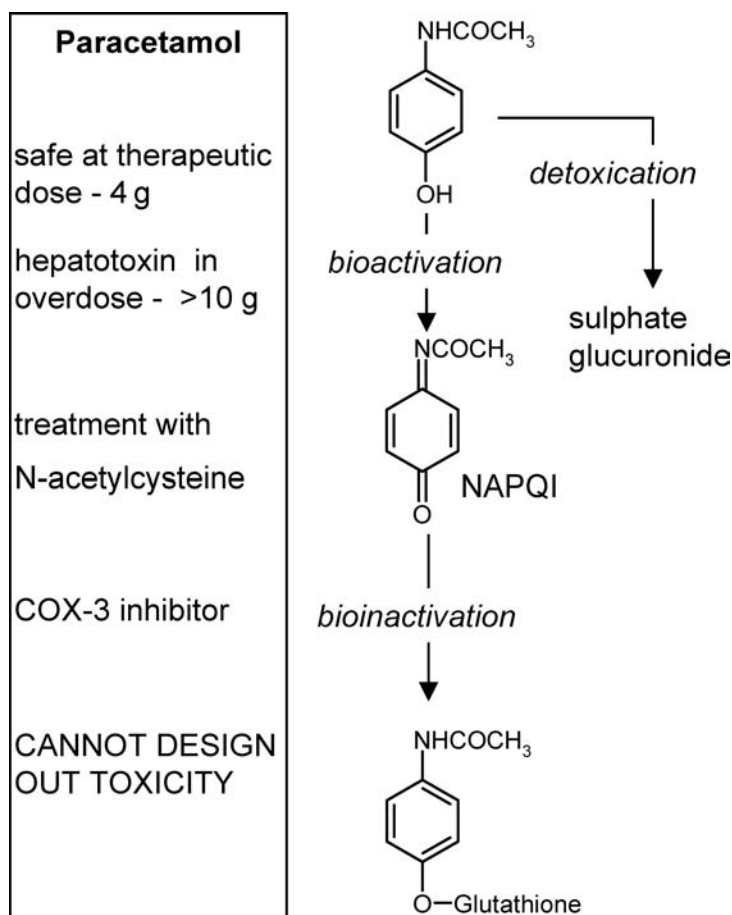 Paracetamol
safe at therapeutic
dose - 4 g
hepatotoxin in
overdose - >10 g
treatment with
N-acetylcysteine
COX-3 inhibitor
CANNOT DESIGN
OUT TOXICITY
NHCOCH3
OH
detoxication
bioactivation
sulphate
glucuronide
NCOCH3
O
NAPQI
bioinactivation
NHCOCH3
O-Glutathione